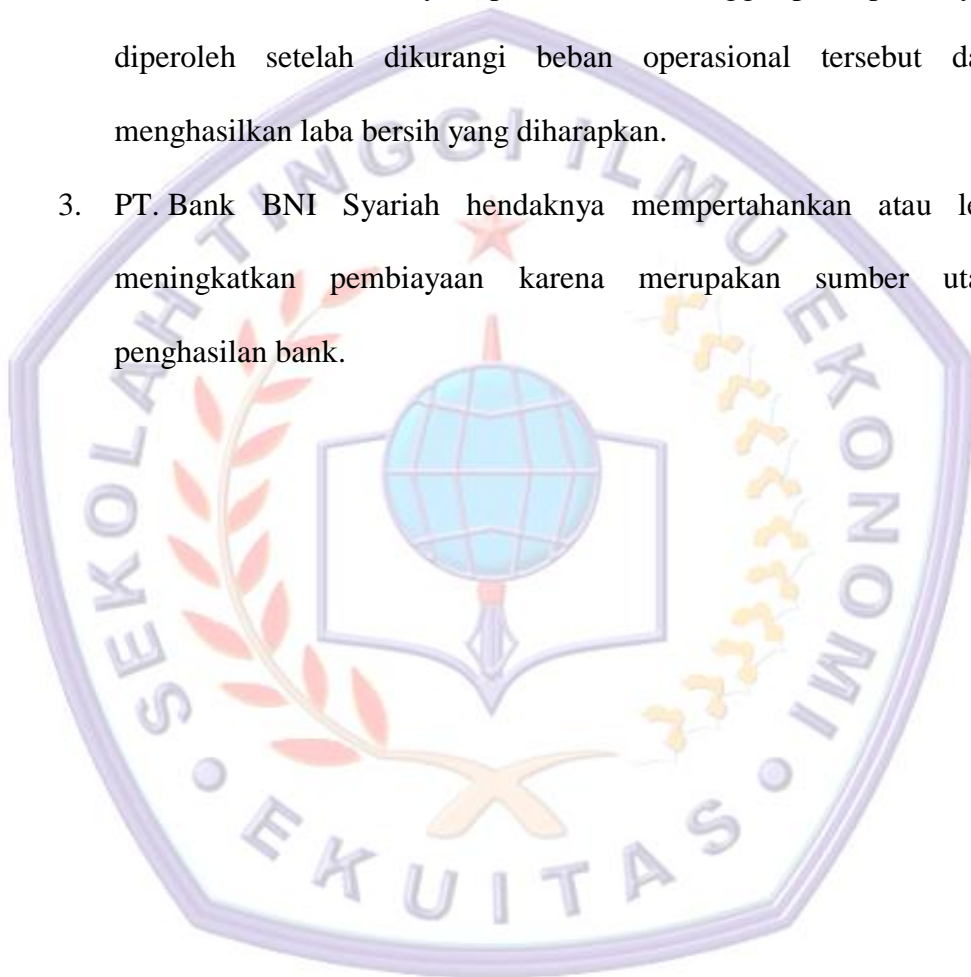 diperoleh setelah dikurangi beban operasional tersebut
menghasilkan laba bersih yang diharapkan.
3. PT. Bank BNI Syariah hendaknya mempertahankan atau
meningkatkan pembiayaan karena merupakan sumber
penghasilan bank.
SEKOLAH TINGGI ILMU EKONOMI
• EKUITAS •